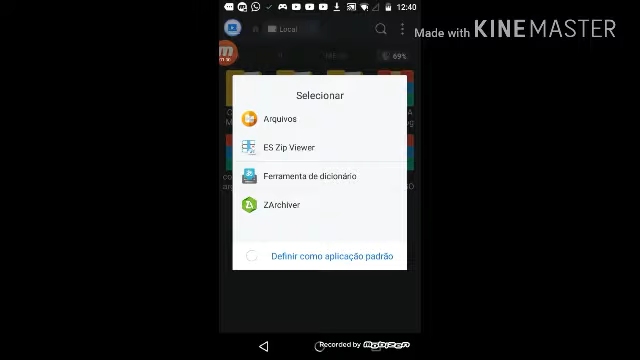 12:40
Local
Made with KINEMASTER
69%
Selecionar
Arquivos
ES Zip Viewer
Ferramenta de dicionário
ZArchiver
Definir como aplicação padrão
Recorded by MOBIZEN